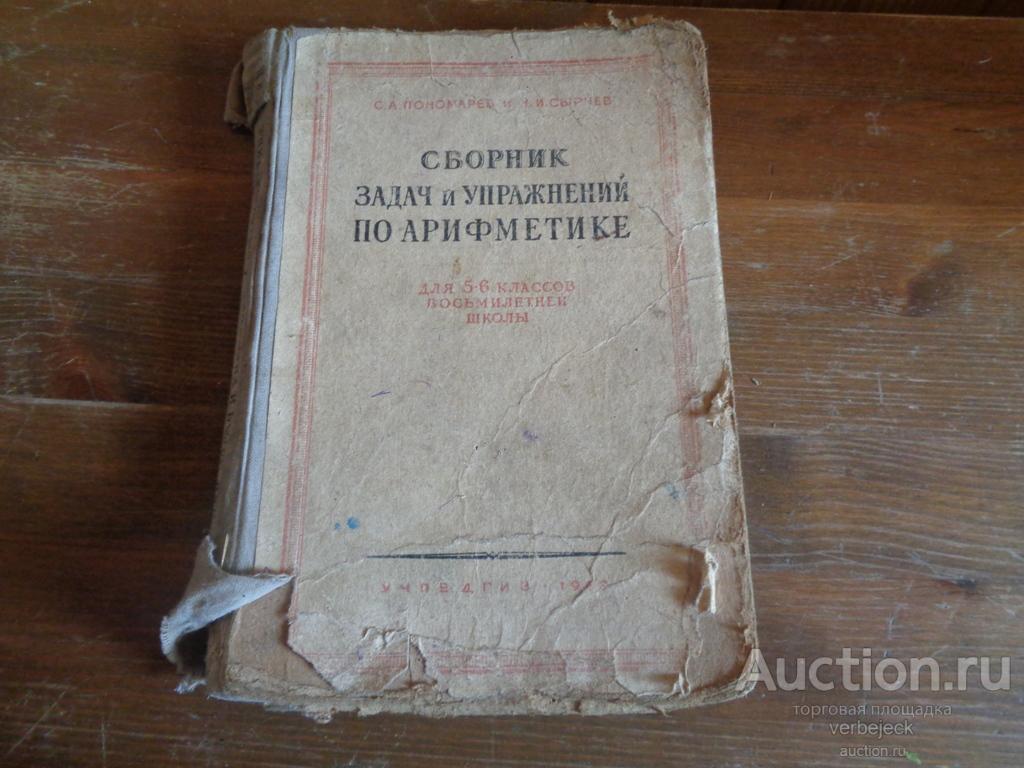 С. А. ПОНОМАРЕВ И Н. И. СЫРНЕВ
СБОРНИК
ЗАДАЧ и УПРАЖНЕНИЙ
ПО АРИФМЕТИКЕ
ДЛЯ 5-6 КЛАССОВ
ВОСЬМИЛЕТНЕЙ
ШКОЛЫ
УЧПЕДГИЗ
Auction.ru
торговая площадка
verbejeck
auction.ru